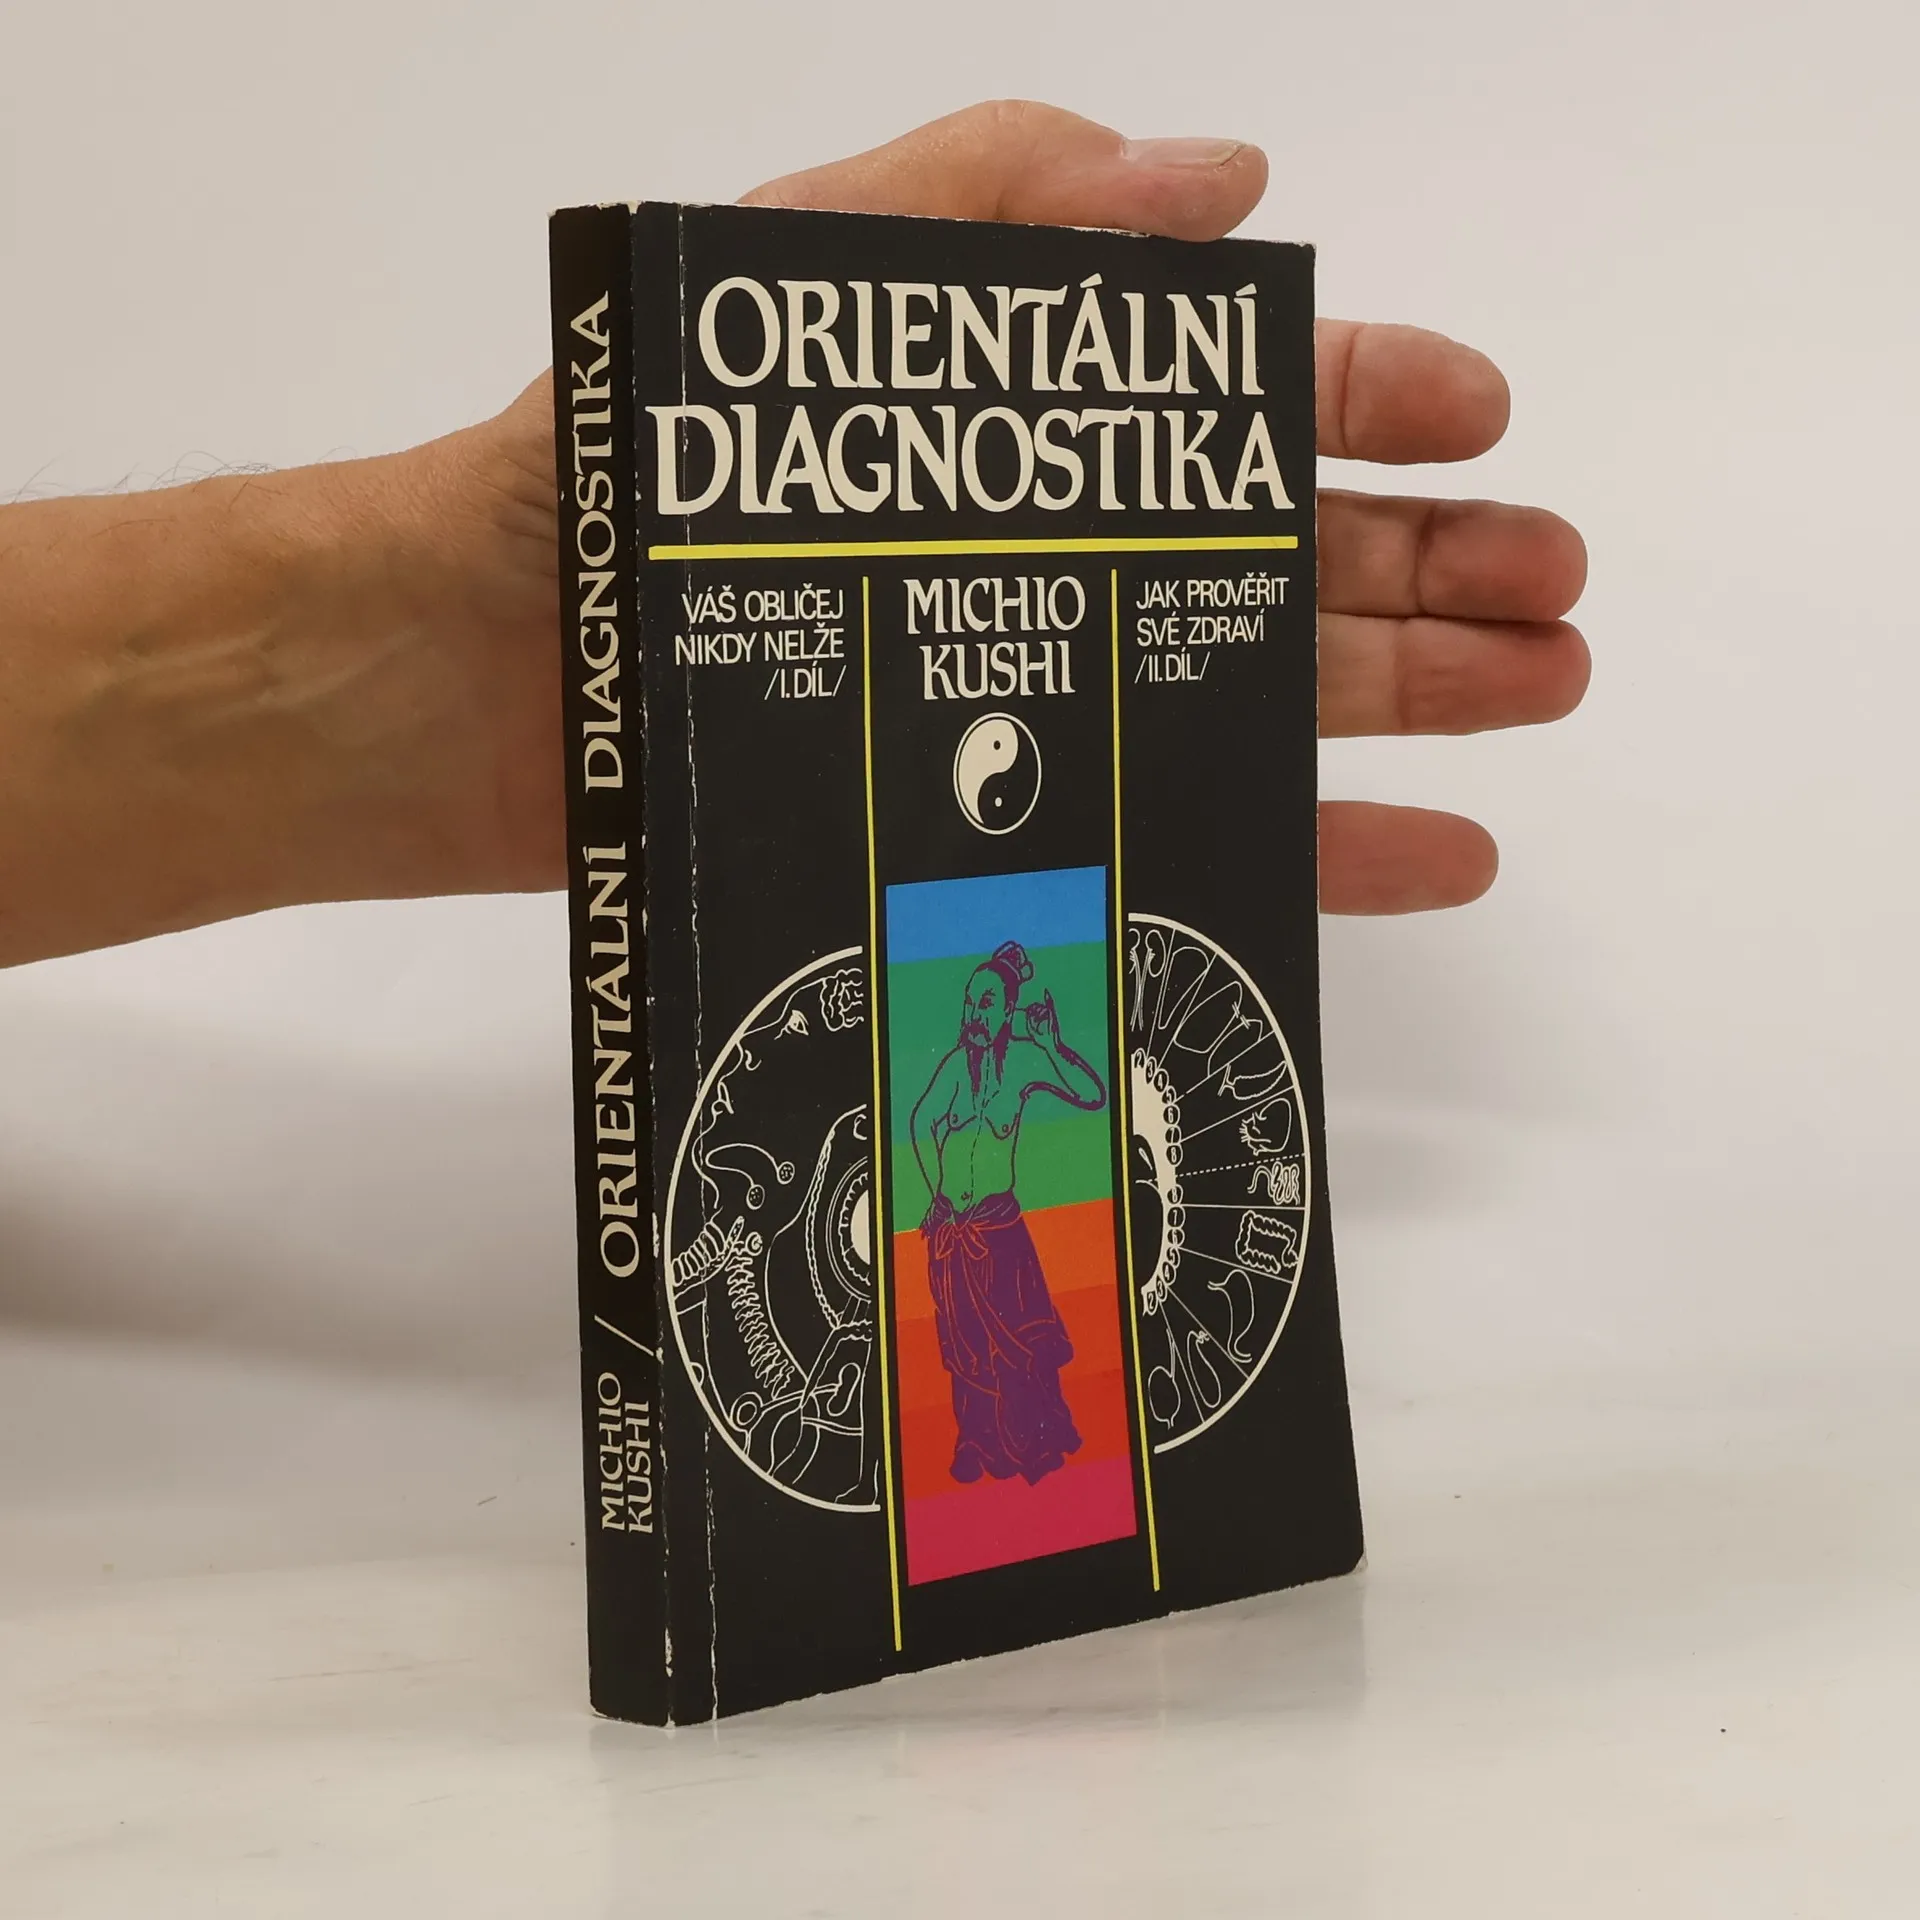 ORIENTÁLNÍ
DIAGNOSTIKA
VÁŠ OBLIČEJ
NIKDY NELŽE
/I.DÍL/
MICHIO
KUSHI
JAK PROVĚŘIT
SVÉ ZDRAVÍ
/II.DÍL/
MICHIO
KUSHI / ORIENTÁLNÍ DIAGNOSTIKA